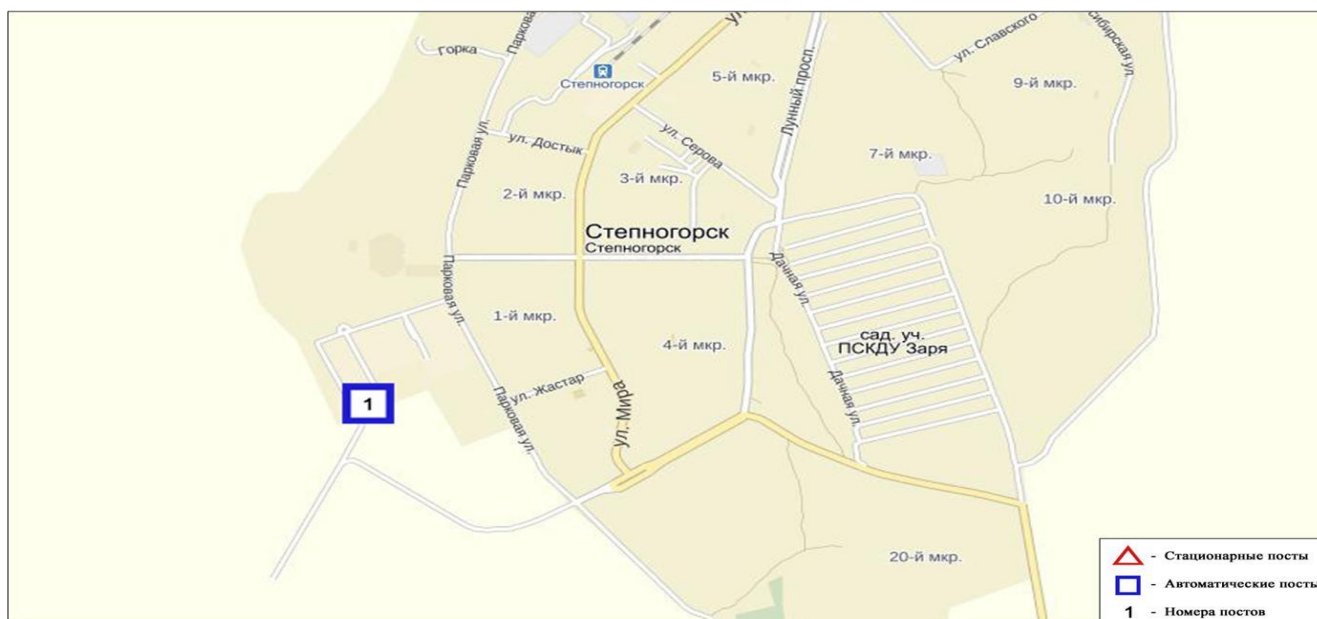 Горка
Парковая
ул.
Степногорск
5-й мкр.
Лунный просп.
ул. Славского
сибирская ул.
9-й мкр.
ул. Достык
Парковая ул.
ул. Серова
3-й мкр.
7-й мкр.
2-й мкр.
10-й мкр.
Степногорск
Степногорск
Парковая ул.
Дачная ул.
1-й мкр.
4-й мкр.
сад. уч.
ПСКДУ Заря
ул. Жастар
1
Парковая ул.
ул. Мира
Дачная ул.
20-й мкр.
- Стационарные посты
- Автоматические посты
1 - Номера постов